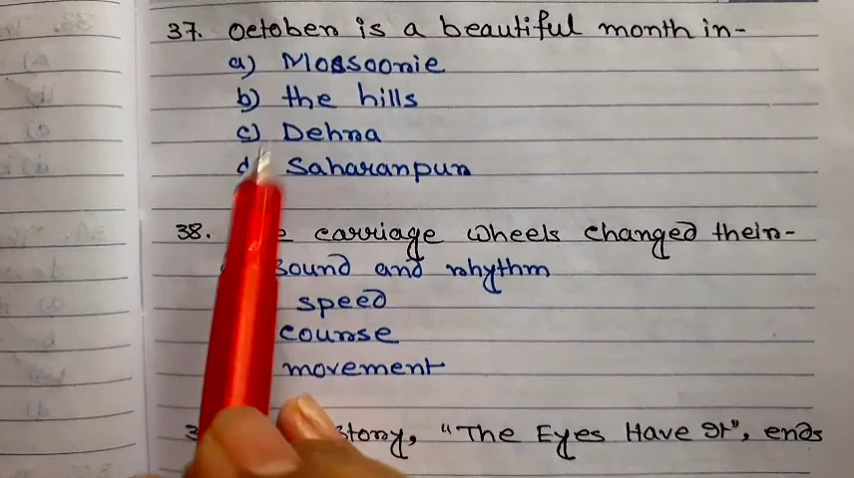 37. October is a beautiful month in-
a) Mossoonie
b) the hills
c) Dehra
d Saharanpur
38. carriage wheels changed their-
sound and rhythm
speed
course
movement
story, "The Eyes Have It", ends